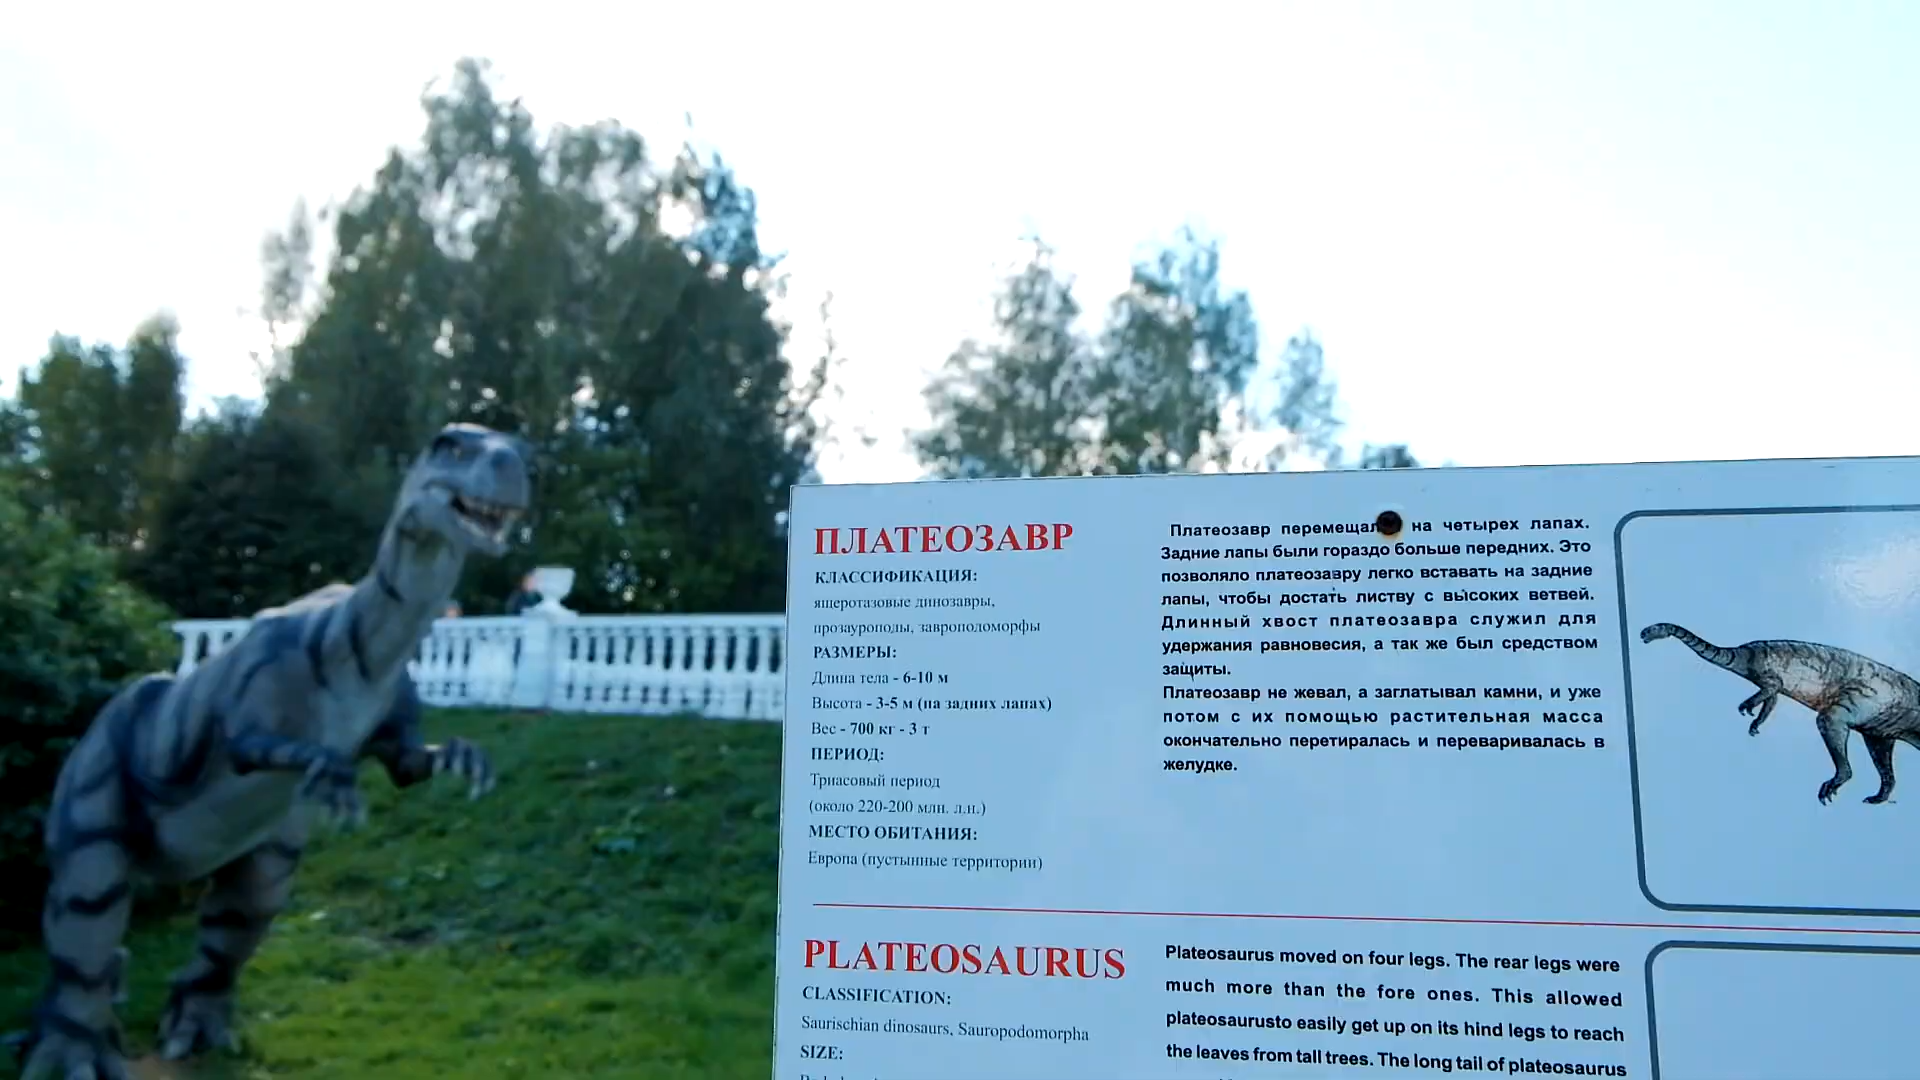 ПЛАТЕОЗАВР
КЛАССИФИКАЦИЯ:
ящеротазовые динозавры,
прозауроподы, завроподоморфы
РАЗМЕРЫ:
Длина тела - 6-10 м
Высота - 3-5 м (на задних лапах)
Вес - 700 кг - 3 т
ПЕРИОД:
Триасовый период
(около 220-200 млн. л.н.)
МЕСТО ОБИТАНИЯ:
Европа (пустынные территории)
Платеозавр на четырех лапах.
Задние лапы были гораздо больше передних. Это
позволяло платеозавру легко вставать на задние
лапы, чтобы достать листву с высоких ветвей.
Длинный хвост платеозавра служил для
удержания равновесия, а так же был средством
защиты.
Платеозавр не жевал, а заглатывал камни, и уже
потом с их помощью растительная масса
окончательно перетиралась и переваривалась в
желудке.
PLATEOSAURUS
CLASSIFICATION:
Saurischian dinosaurs, Sauropodomorpha
SIZE:
Plateosaurus moved on four legs. The rear legs were
much more than the fore ones. This allowed
plateosaurusto easily get up on its hind legs to reach
the leaves from tall trees. The long tail of plateosaurus